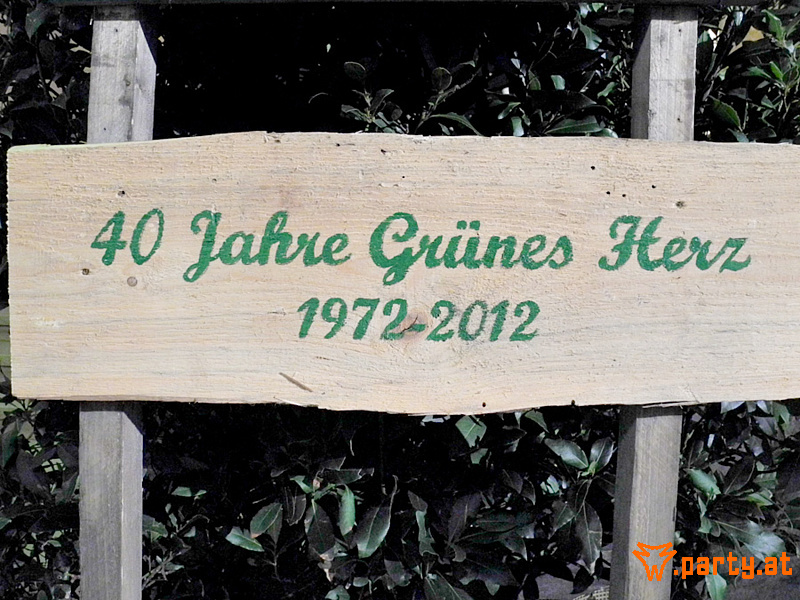 40 Jahre Grünes Herz
1972-2012
.party.at